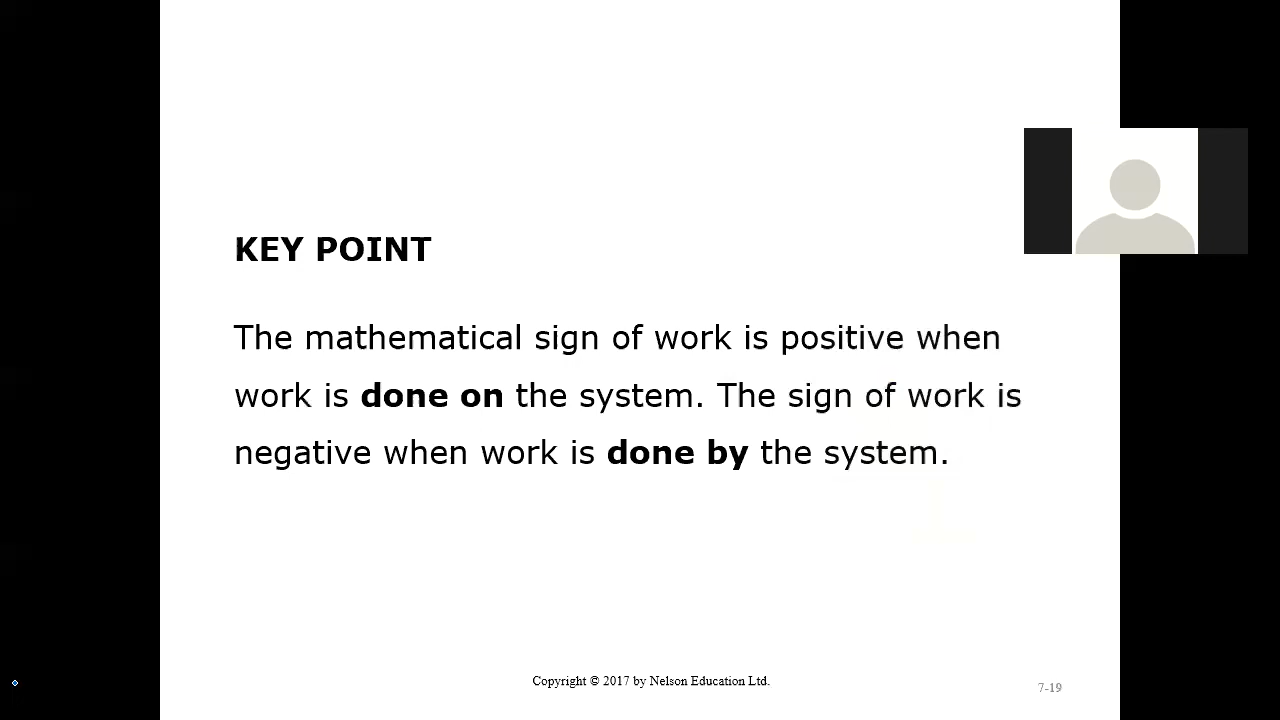 KEY POINT
The mathematical sign of work is positive when
work is done on the system. The sign of work is
negative when work is done by the system.
Copyright © 2017 by Nelson Education Ltd.
7-19